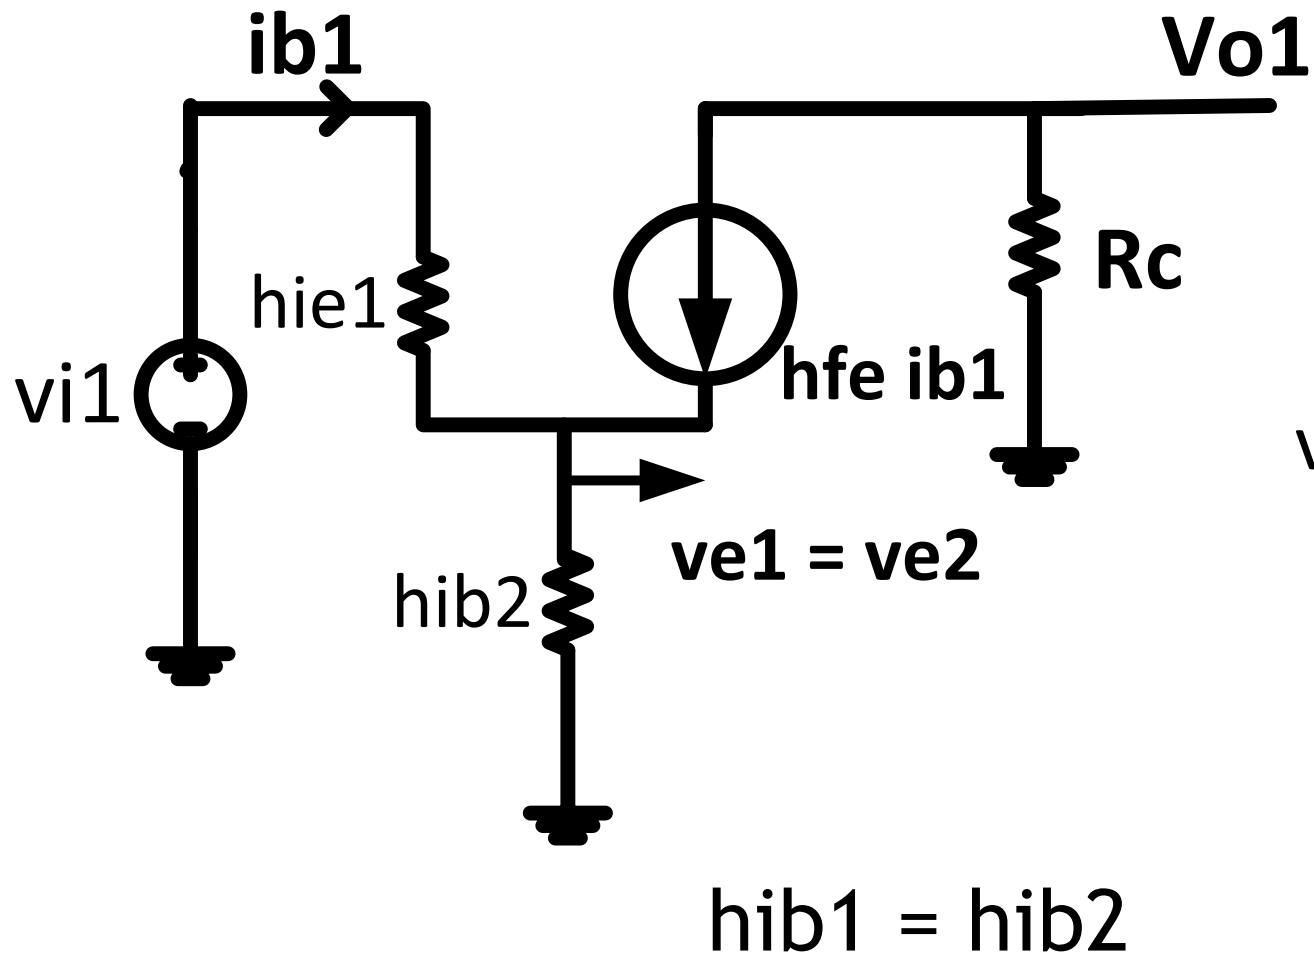 ib1
Vo1
hie1
Rc
vi1
hfe ib1
ve1 = ve2
hib2
hib1 = hib2